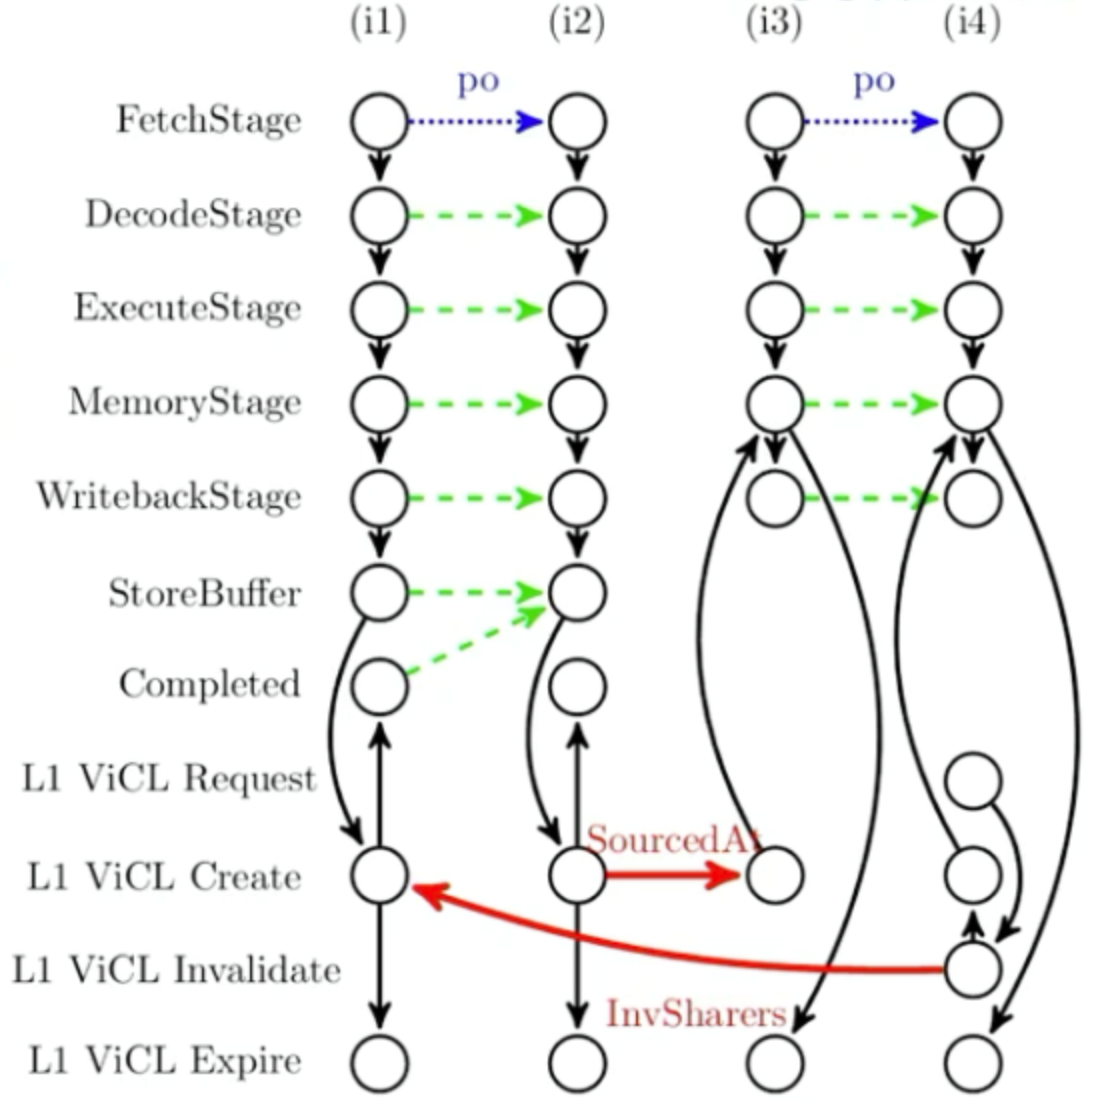 (i1) (i2) (i3) (i4)
po po
FetchStage
DecodeStage
ExecuteStage
MemoryStage
WritebackStage
StoreBuffer
Completed
L1 ViCL Request
SourcedAt
L1 ViCL Create
L1 ViCL Invalidate
InvSharers
L1 ViCL Expire